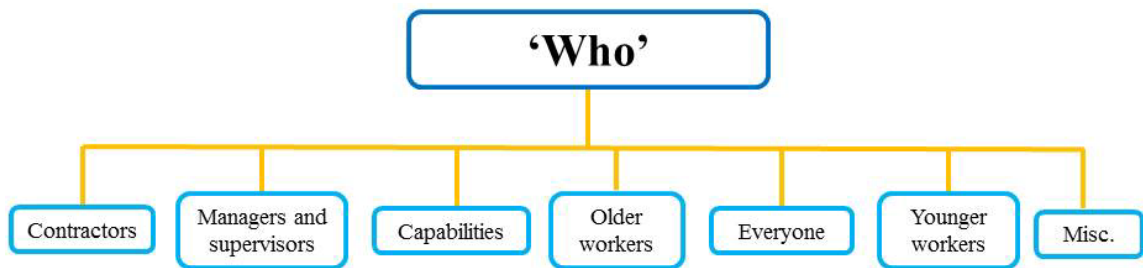 ‘Who’
Contractors
Managers and
supervisors
Capabilities
Older
workers
Everyone
Younger
workers
Misc.